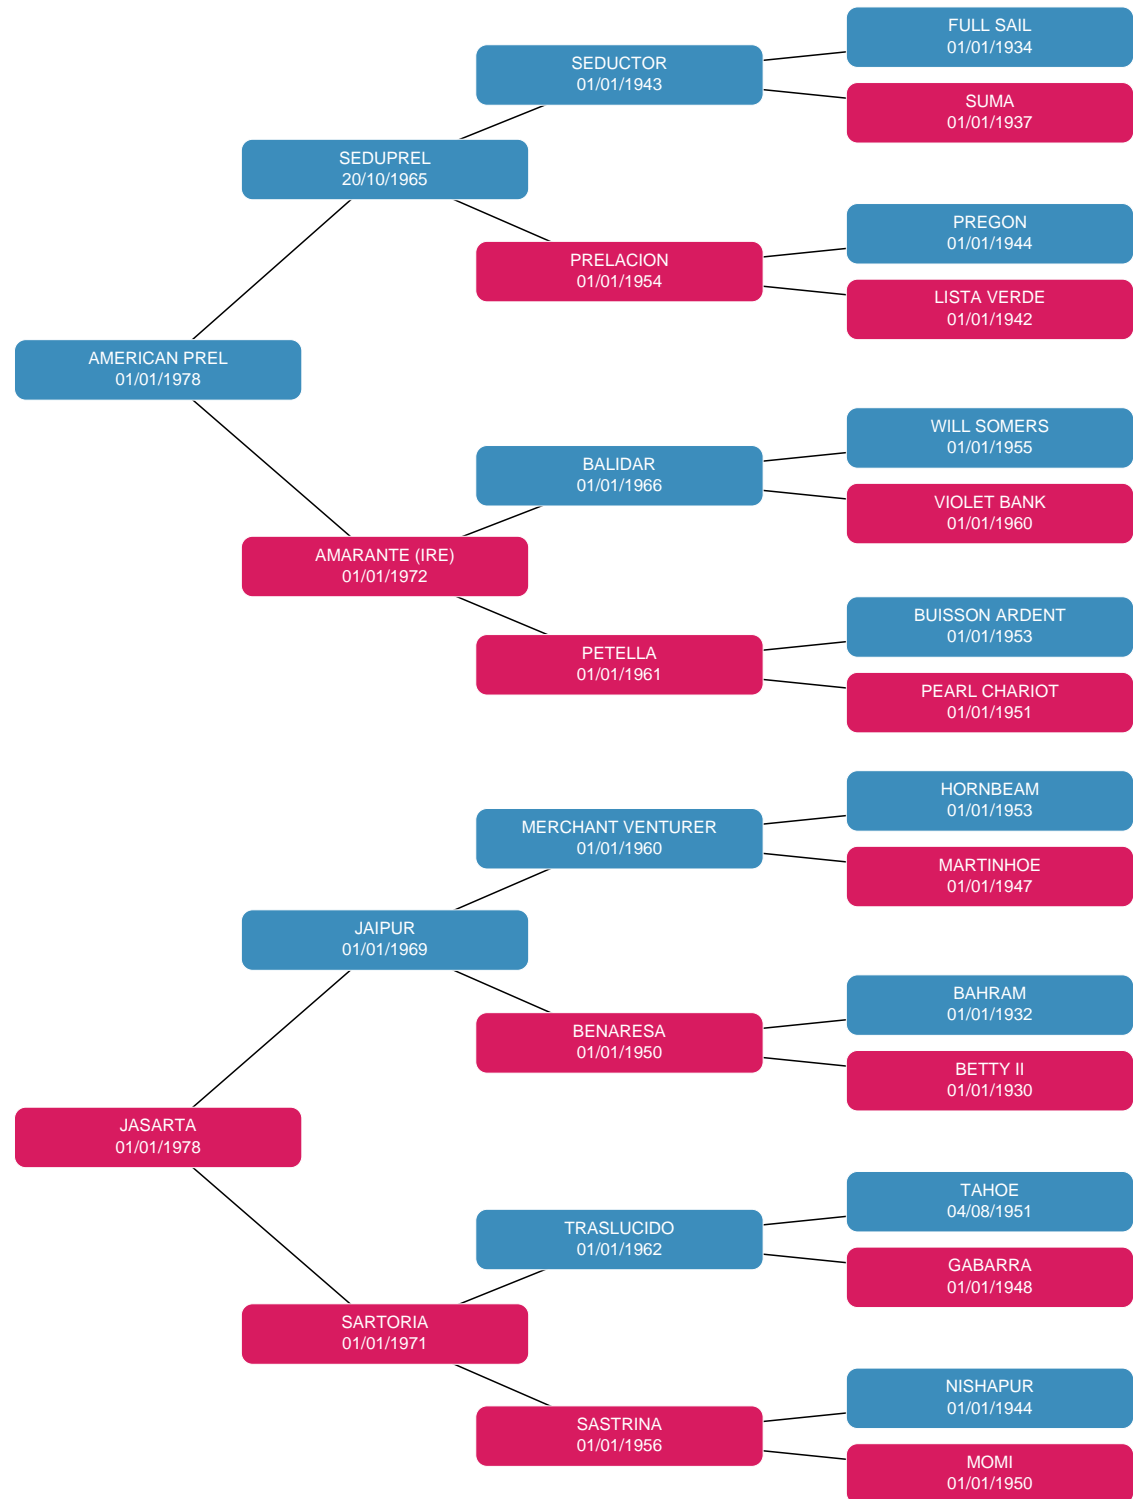 FULL SAIL
01/01/1934
SEDUCTOR
01/01/1943
SUMA
01/01/1937
SEDUPREL
20/10/1965
PREGON
01/01/1944
PRELACION
01/01/1954
LISTA VERDE
01/01/1942
AMERICAN PREL
01/01/1978
WILL SOMERS
01/01/1955
BALIDAR
01/01/1966
VIOLET BANK
01/01/1960
AMARANTE (IRE)
01/01/1972
BUISSON ARDENT
01/01/1953
PETELLA
01/01/1961
PEARL CHARIOT
01/01/1951
HORNBEAM
01/01/1953
MERCHANT VENTURER
01/01/1960
MARTINHOE
01/01/1947
JAIPUR
01/01/1969
BAHRAM
01/01/1932
BENARESA
01/01/1950
BETTY II
01/01/1930
JASARTA
01/01/1978
TAHOE
04/08/1951
TRASLUCIDO
01/01/1962
GABARRA
01/01/1948
SARTORIA
01/01/1971
NISHAPUR
01/01/1944
SASTRINA
01/01/1956
MOMI
01/01/1950